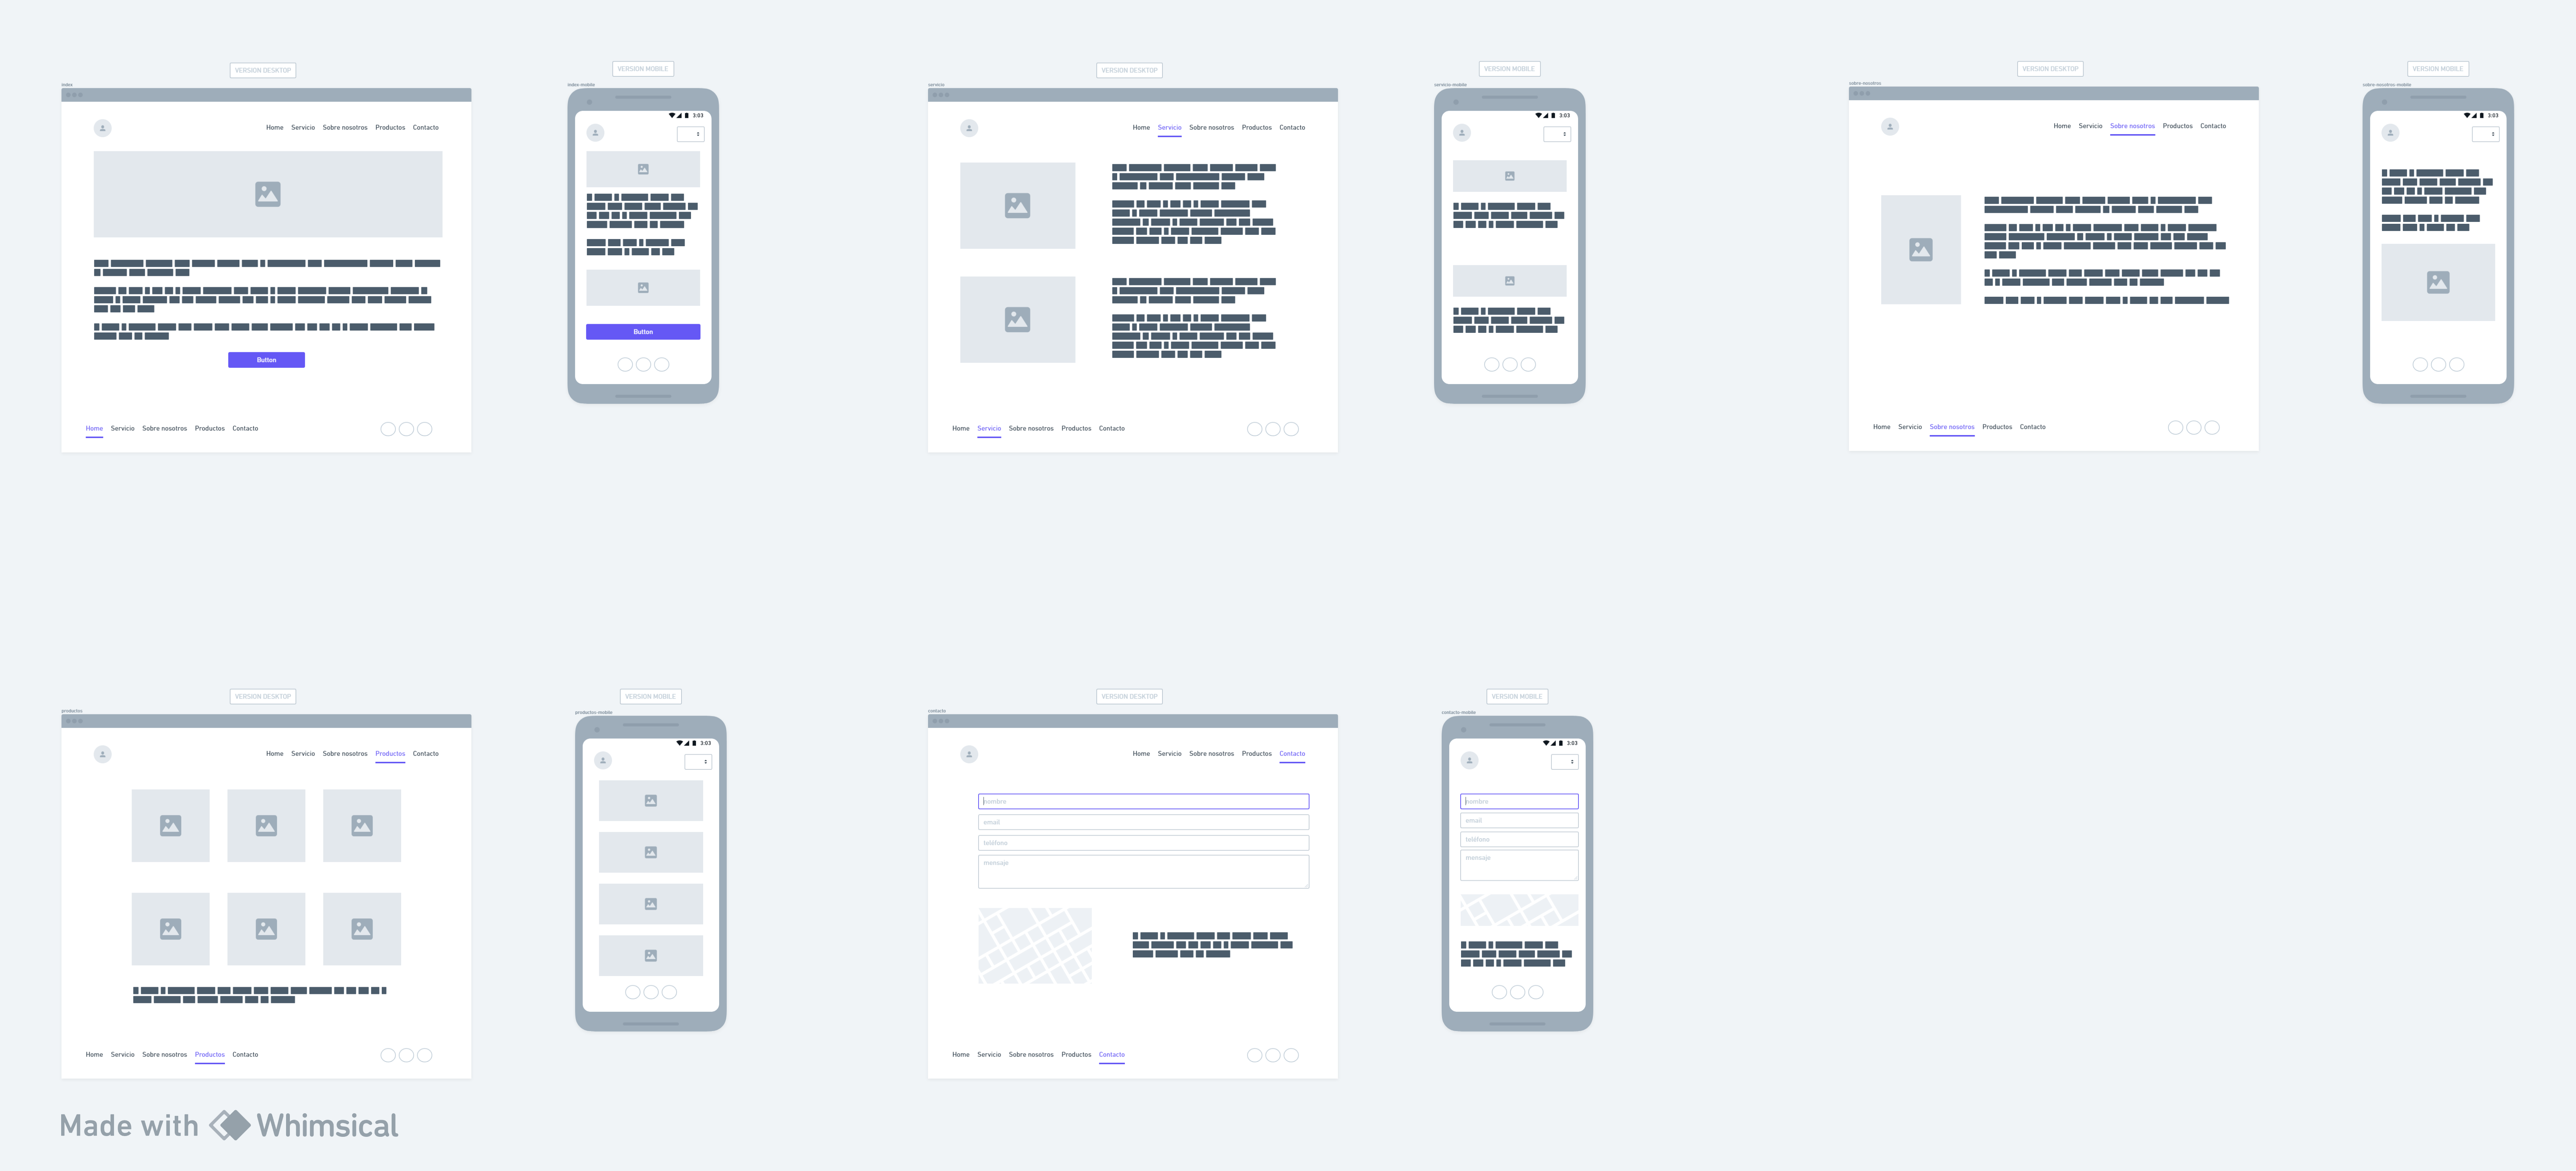 VERSION DESKTOP
index
Home Servicio Sobre nosotros Productos Contacto
Button
Home Servicio Sobre nosotros Productos Contacto
VERSION MOBILE
index-mobile
3:03
Button
VERSION DESKTOP
servicio
Home Servicio Sobre nosotros Productos Contacto
Home Servicio Sobre nosotros Productos Contacto
VERSION MOBILE
servicio-mobile
3:03
VERSION DESKTOP
sobre-nosotros
Home Servicio Sobre nosotros Productos Contacto
Home Servicio Sobre nosotros Productos Contacto
VERSION MOBILE
sobre-nosotros-mobile
3:03
VERSION DESKTOP
productos
Home Servicio Sobre nosotros Productos Contacto
Home Servicio Sobre nosotros Productos Contacto
VERSION MOBILE
productos-mobile
3:03
VERSION DESKTOP
contacto
Home Servicio Sobre nosotros Productos Contacto
nombre
email
teléfono
mensaje
Home Servicio Sobre nosotros Productos Contacto
VERSION MOBILE
contacto-mobile
3:03
nombre
email
teléfono
mensaje
Made with Whimsical